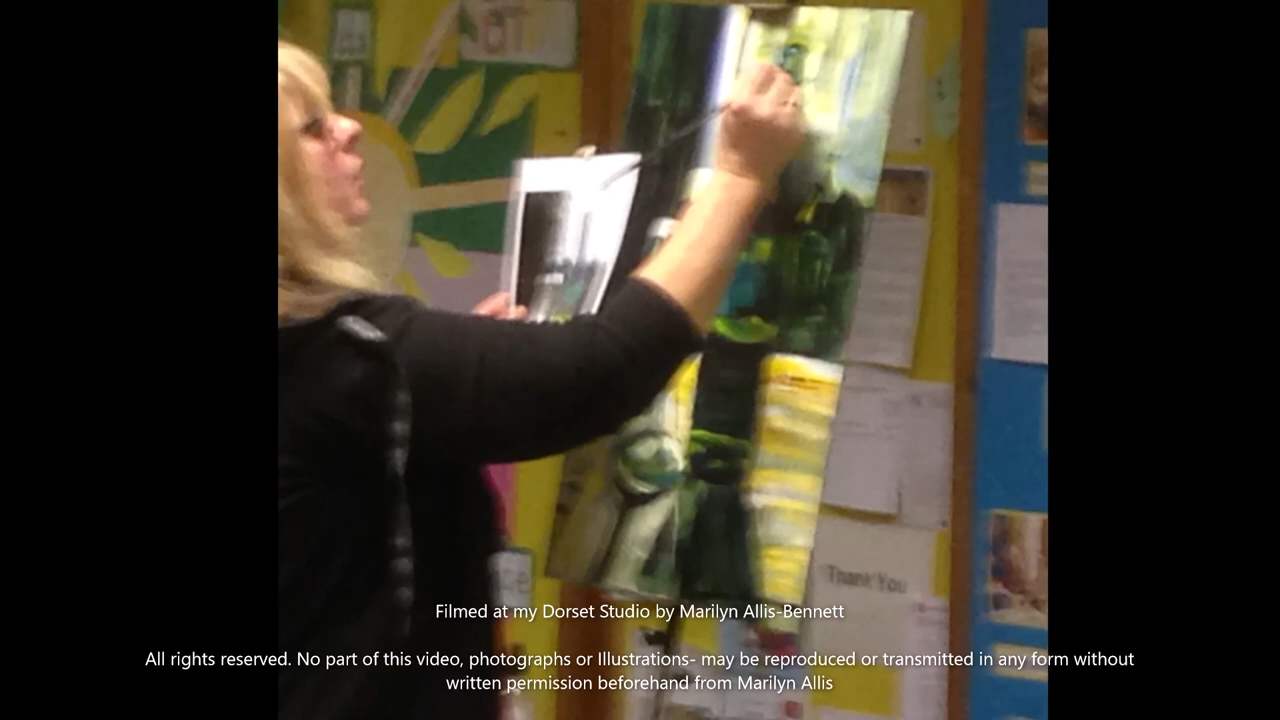 Thank You
Filmed at my Dorset Studio by Marilyn Allis-Bennett
All rights reserved. No part of this video, photographs or Illustrations- may be reproduced or transmitted in any form without
written permission beforehand from Marilyn Allis